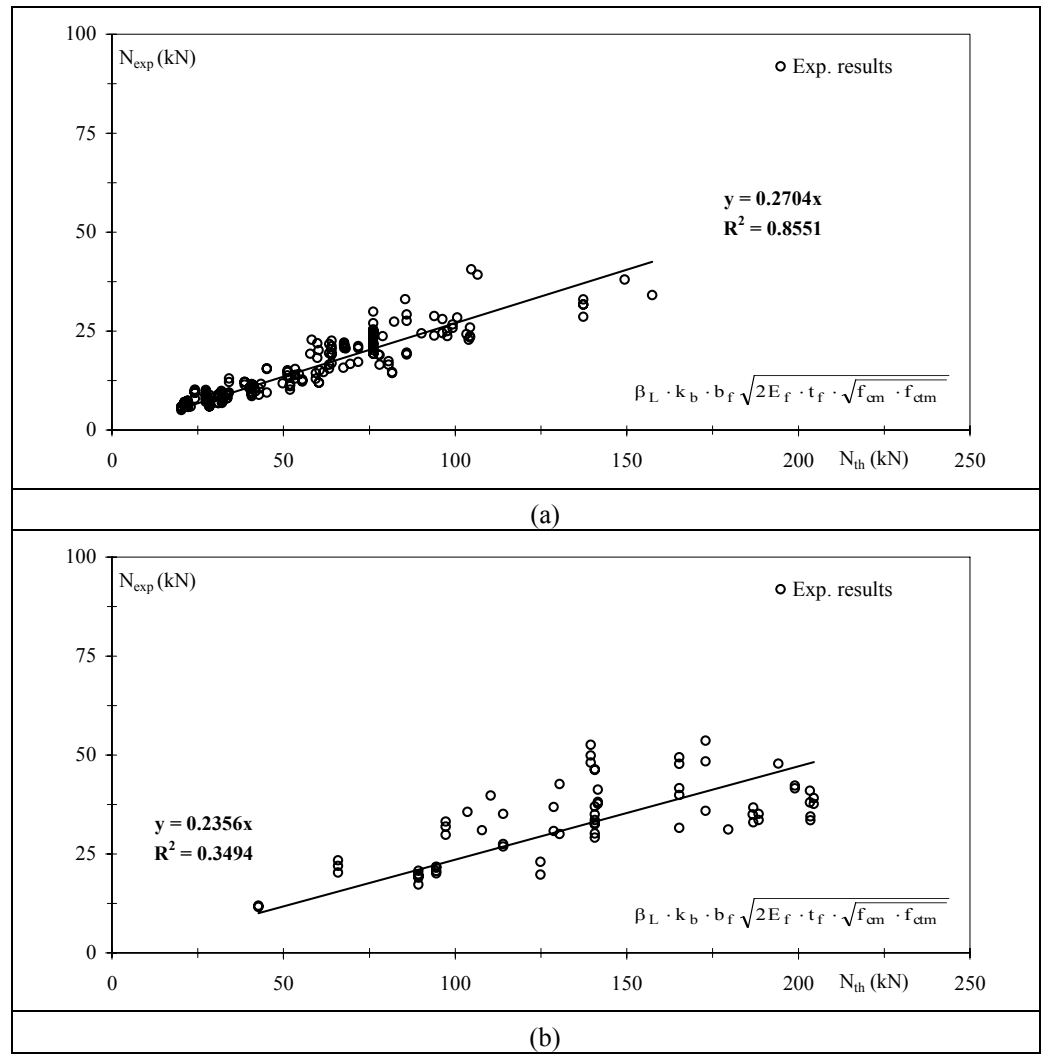 100
N_exp (kN)
Exp. results
75
y = 0.2704x
R² = 0.8551
50
25
β_L · k_b · b_f √(2E_f · t_f · √(f_cm · f_ctm))
0
0 50 100 150 200 250
N_th (kN)
(a)
100
N_exp (kN)
Exp. results
75
50
y = 0.2356x
R² = 0.3494
25
β_L · k_b · b_f √(2E_f · t_f · √(f_cm · f_ctm))
0
0 50 100 150 200 250
N_th (kN)
(b)